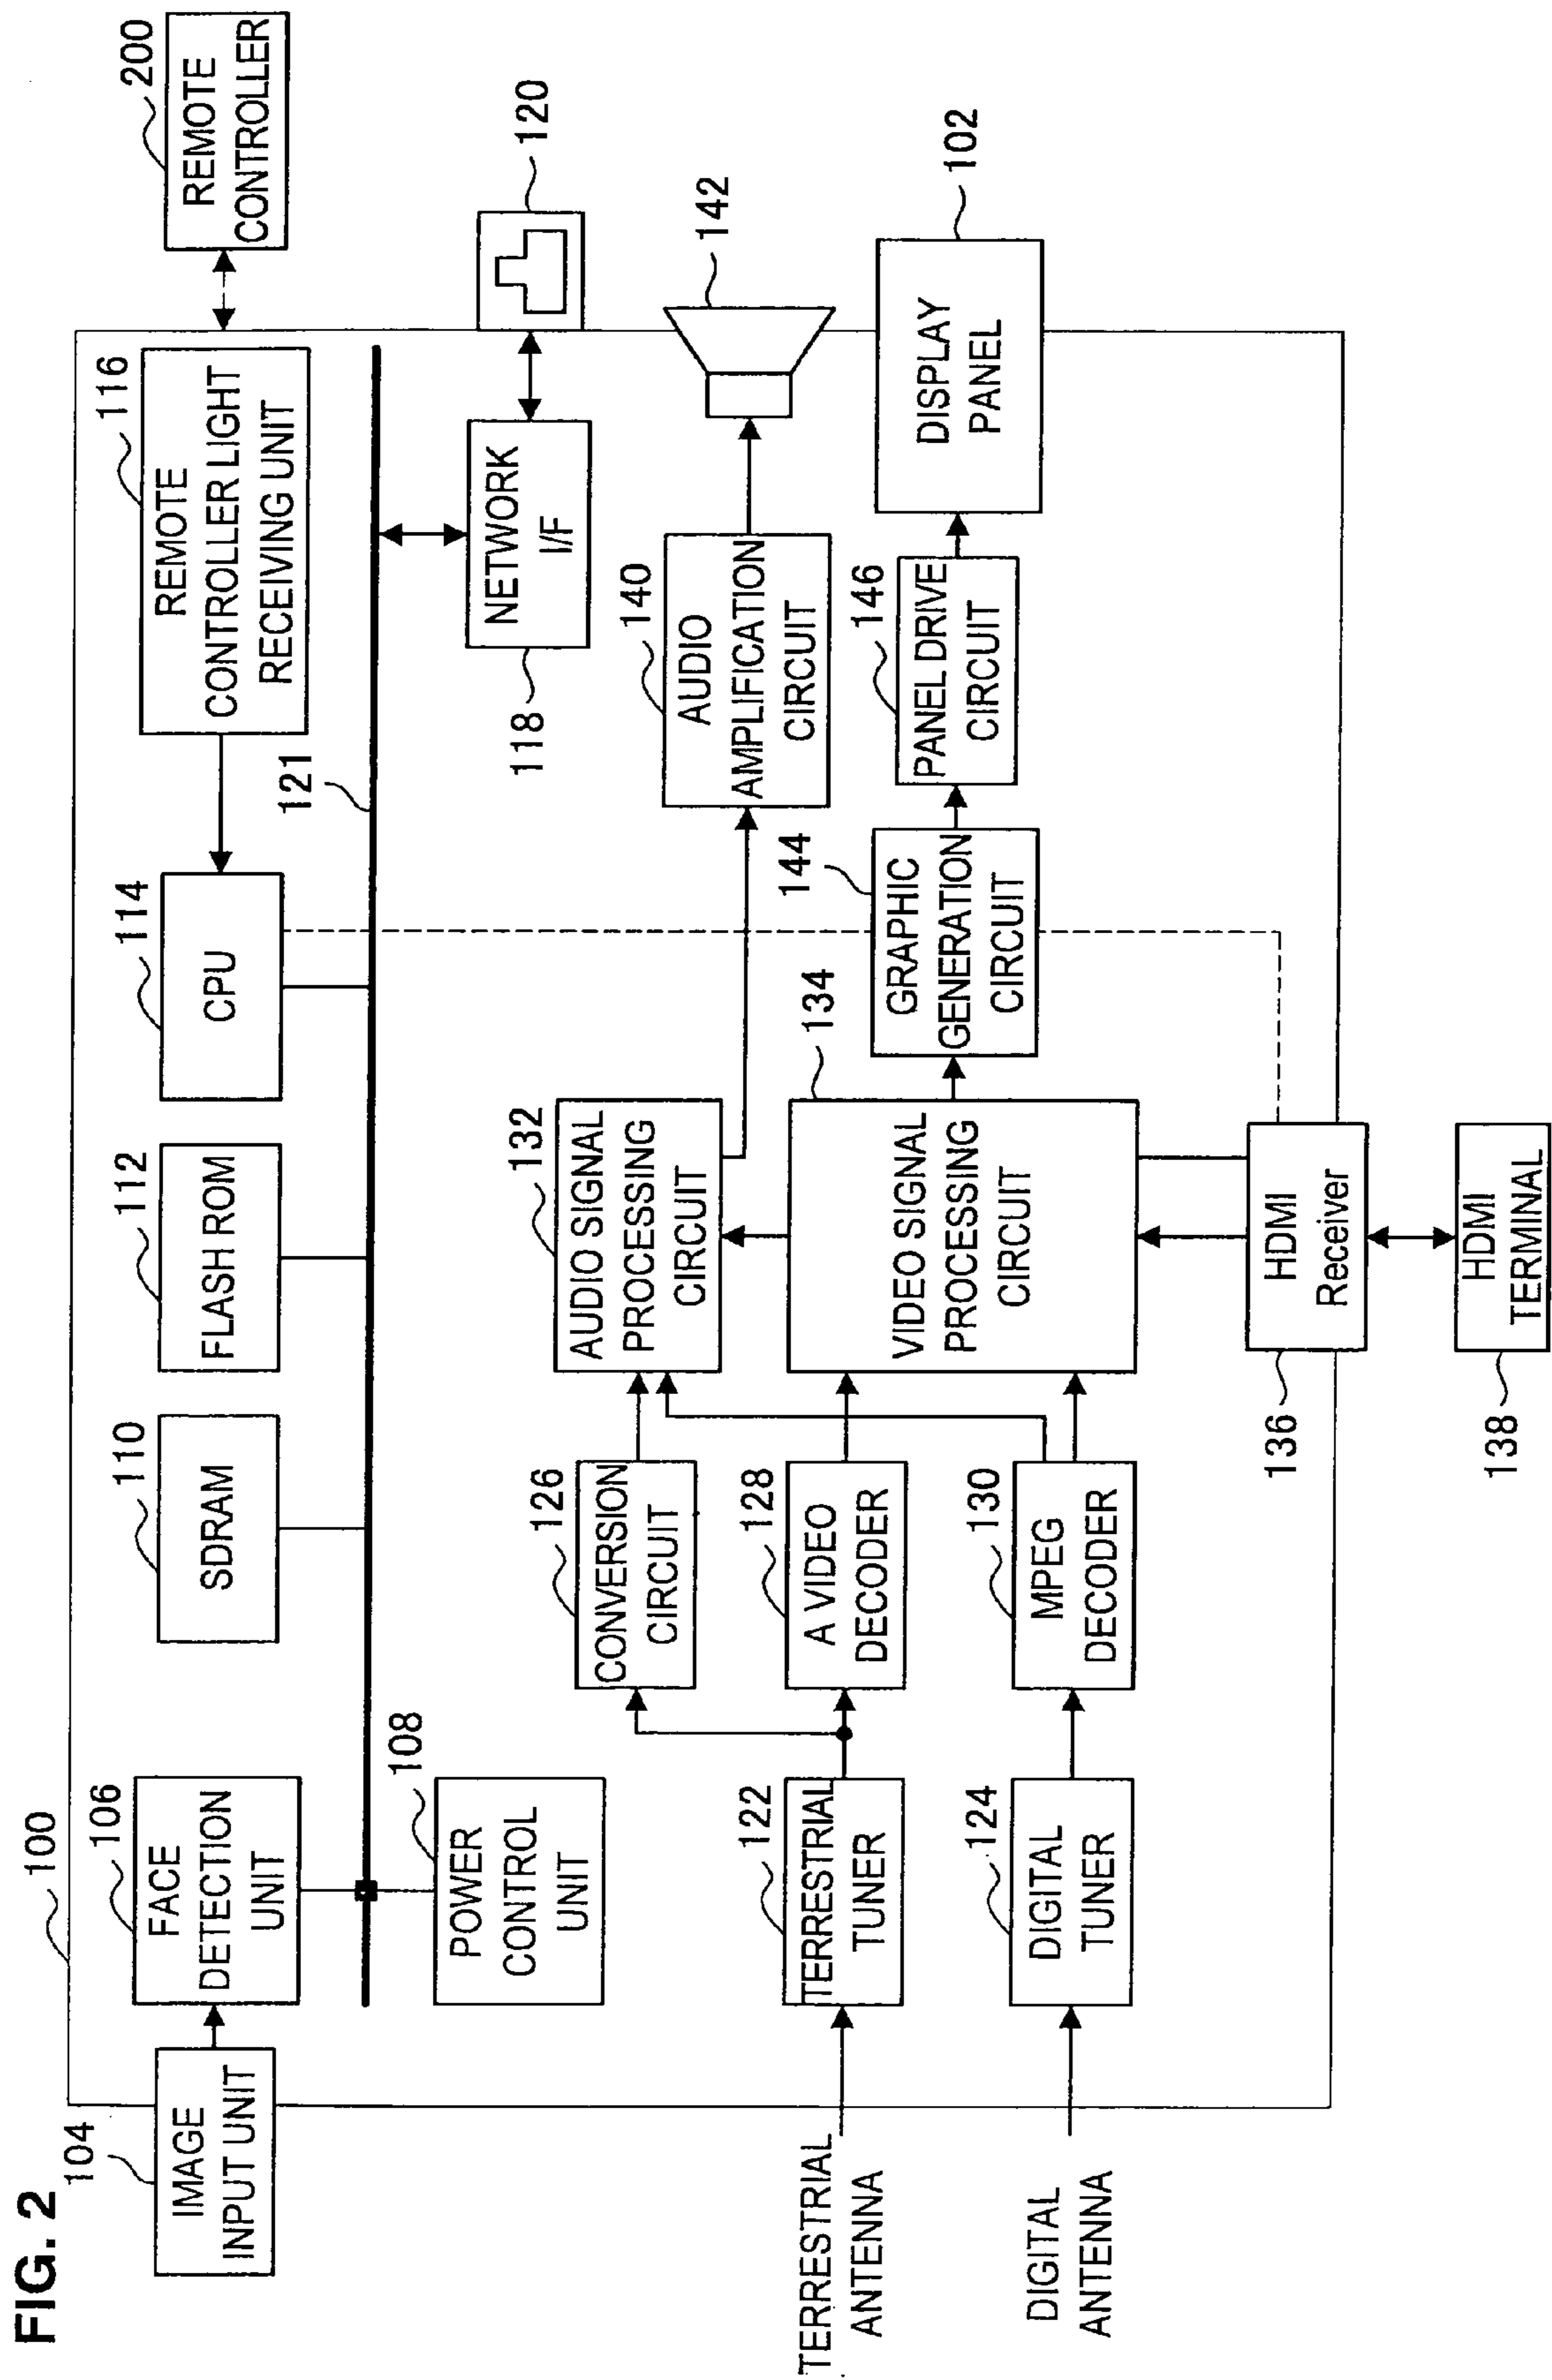 FIG. 2
100
104
IMAGE
INPUT UNIT
106
FACE
DETECTION
UNIT
108
POWER
CONTROL
UNIT
110
SDRAM
112
FLASH ROM
114
CPU
116
REMOTE
CONTROLLER LIGHT
RECEIVING UNIT
200
REMOTE
CONTROLLER
121
118
NETWORK
I/F
120
TERRESTRIAL
ANTENNA
122
TERRESTRIAL
TUNER
126
CONVERSION
CIRCUIT
128
A VIDEO
DECODER
132
AUDIO SIGNAL
PROCESSING
CIRCUIT
140
AUDIO
AMPLIFICATION
CIRCUIT
142
DIGITAL
ANTENNA
124
DIGITAL
TUNER
130
MPEG
DECODER
134
VIDEO SIGNAL
PROCESSING
CIRCUIT
144
GRAPHIC
GENERATION
CIRCUIT
146
PANEL DRIVE
CIRCUIT
102
DISPLAY
PANEL
136
HDMI
Receiver
138
HDMI
TERMINAL